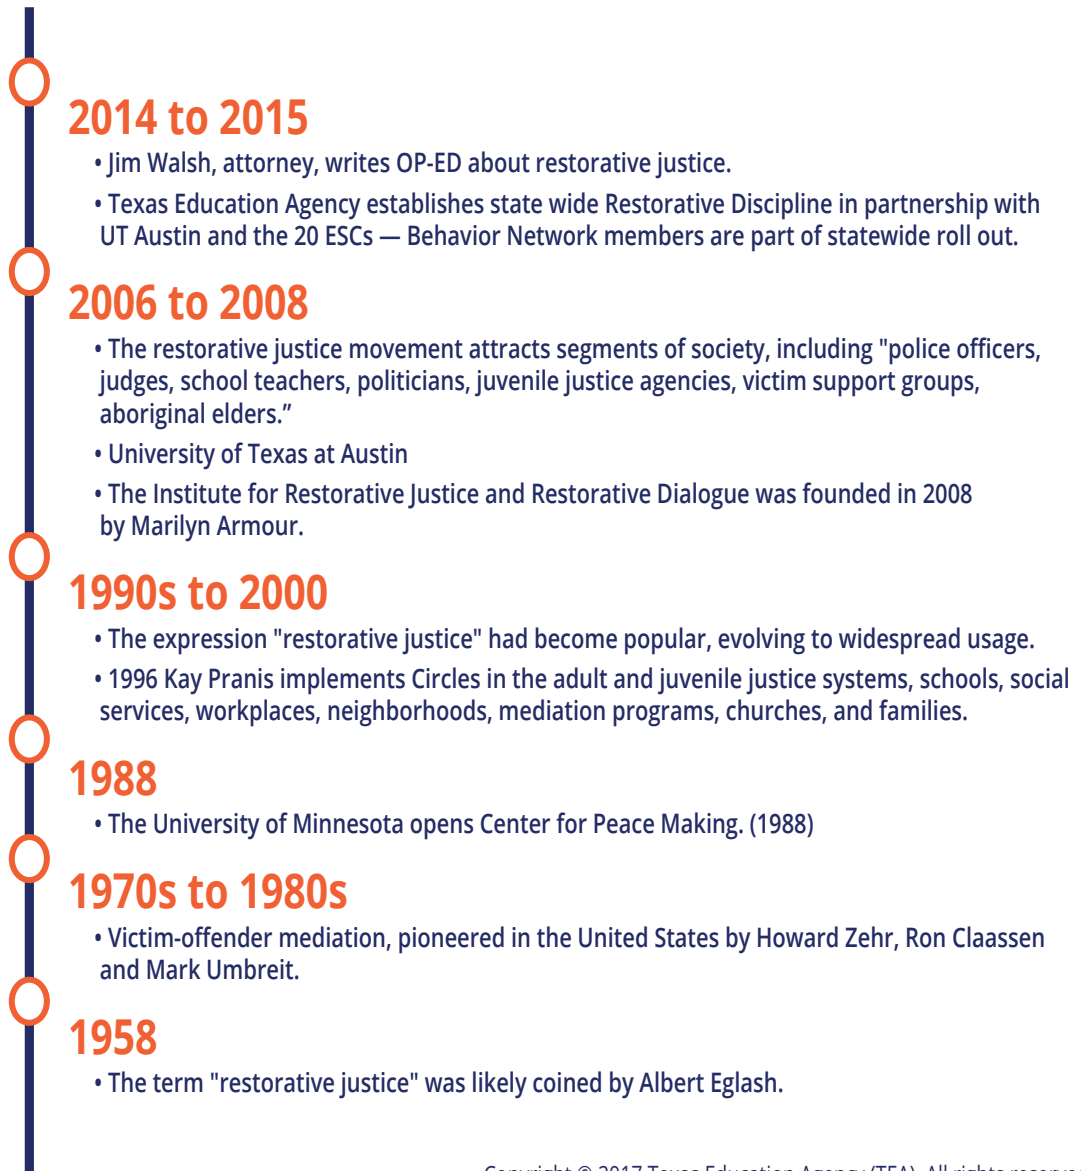 2014 to 2015
• Jim Walsh, attorney, writes OP-ED about restorative justice.
• Texas Education Agency establishes state wide Restorative Discipline in partnership with
UT Austin and the 20 ESCs — Behavior Network members are part of statewide roll out.
2006 to 2008
• The restorative justice movement attracts segments of society, including "police officers,
judges, school teachers, politicians, juvenile justice agencies, victim support groups,
aboriginal elders.”
• University of Texas at Austin
• The Institute for Restorative Justice and Restorative Dialogue was founded in 2008
by Marilyn Armour.
1990s to 2000
• The expression "restorative justice" had become popular, evolving to widespread usage.
• 1996 Kay Pranis implements Circles in the adult and juvenile justice systems, schools, social
services, workplaces, neighborhoods, mediation programs, churches, and families.
1988
• The University of Minnesota opens Center for Peace Making. (1988)
1970s to 1980s
• Victim-offender mediation, pioneered in the United States by Howard Zehr, Ron Claassen
and Mark Umbreit.
1958
• The term "restorative justice" was likely coined by Albert Eglash.
Copyright © 2017 Texas Education Agency (TEA). All rights